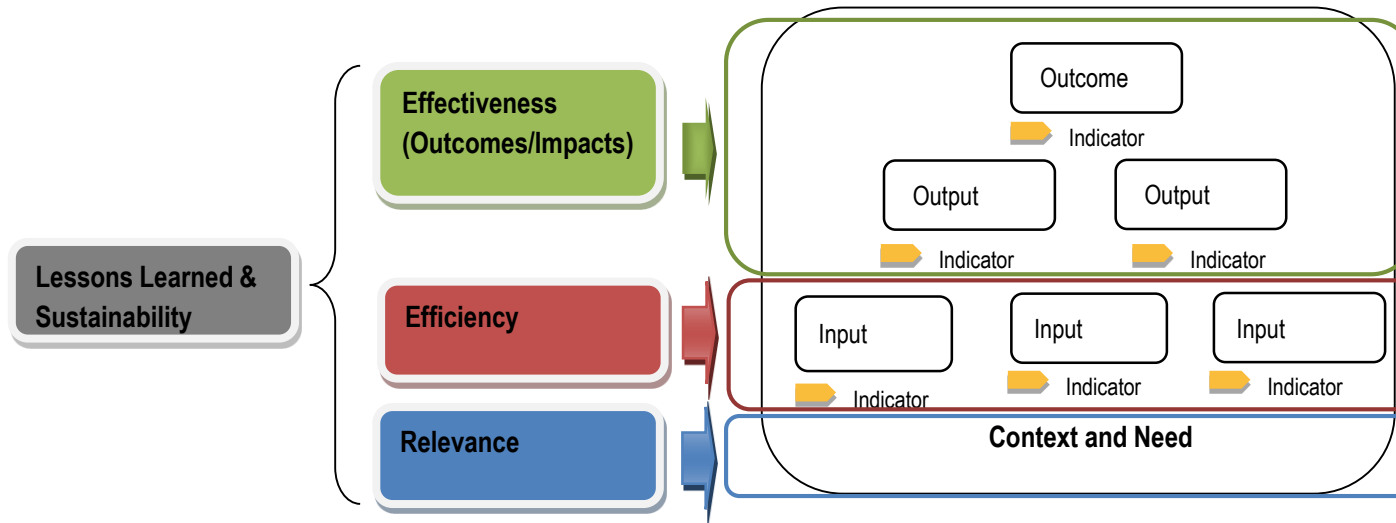 Lessons Learned &
Sustainability
Effectiveness
(Outcomes/Impacts)
Efficiency
Relevance
Outcome
Indicator
Output
Output
Indicator
Indicator
Input
Input
Input
Indicator
Indicator
Indicator
Context and Need